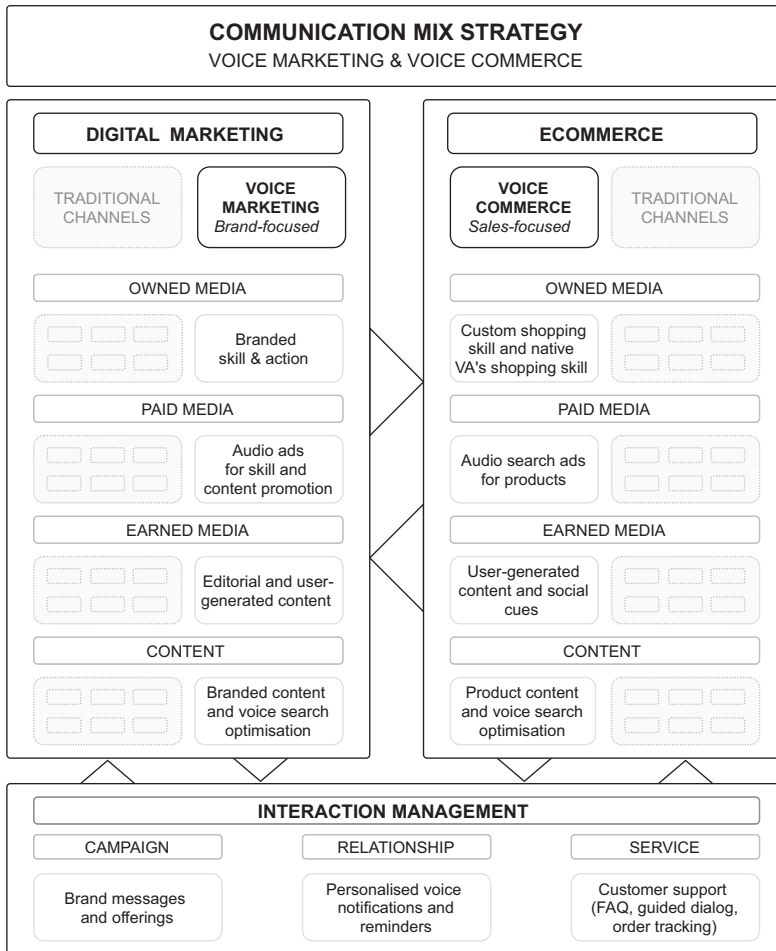 COMMUNICATION MIX STRATEGY
VOICE MARKETING & VOICE COMMERCE
DIGITAL MARKETING
TRADITIONAL
CHANNELS
VOICE
MARKETING
Brand-focused
OWNED MEDIA
Branded
skill & action
PAID MEDIA
Audio ads
for skill and
content promotion
EARNED MEDIA
Editorial and user-
generated content
CONTENT
Branded content
and voice search
optimisation
ECOMMERCE
VOICE
COMMERCE
Sales-focused
TRADITIONAL
CHANNELS
OWNED MEDIA
Custom shopping
skill and native
VA's shopping skill
PAID MEDIA
Audio search ads
for products
EARNED MEDIA
User-generated
content and social
cues
CONTENT
Product content
and voice search
optimisation
INTERACTION MANAGEMENT
CAMPAIGN
Brand messages
and offerings
RELATIONSHIP
Personalised voice
notifications and
reminders
SERVICE
Customer support
(FAQ, guided dialog,
order tracking)